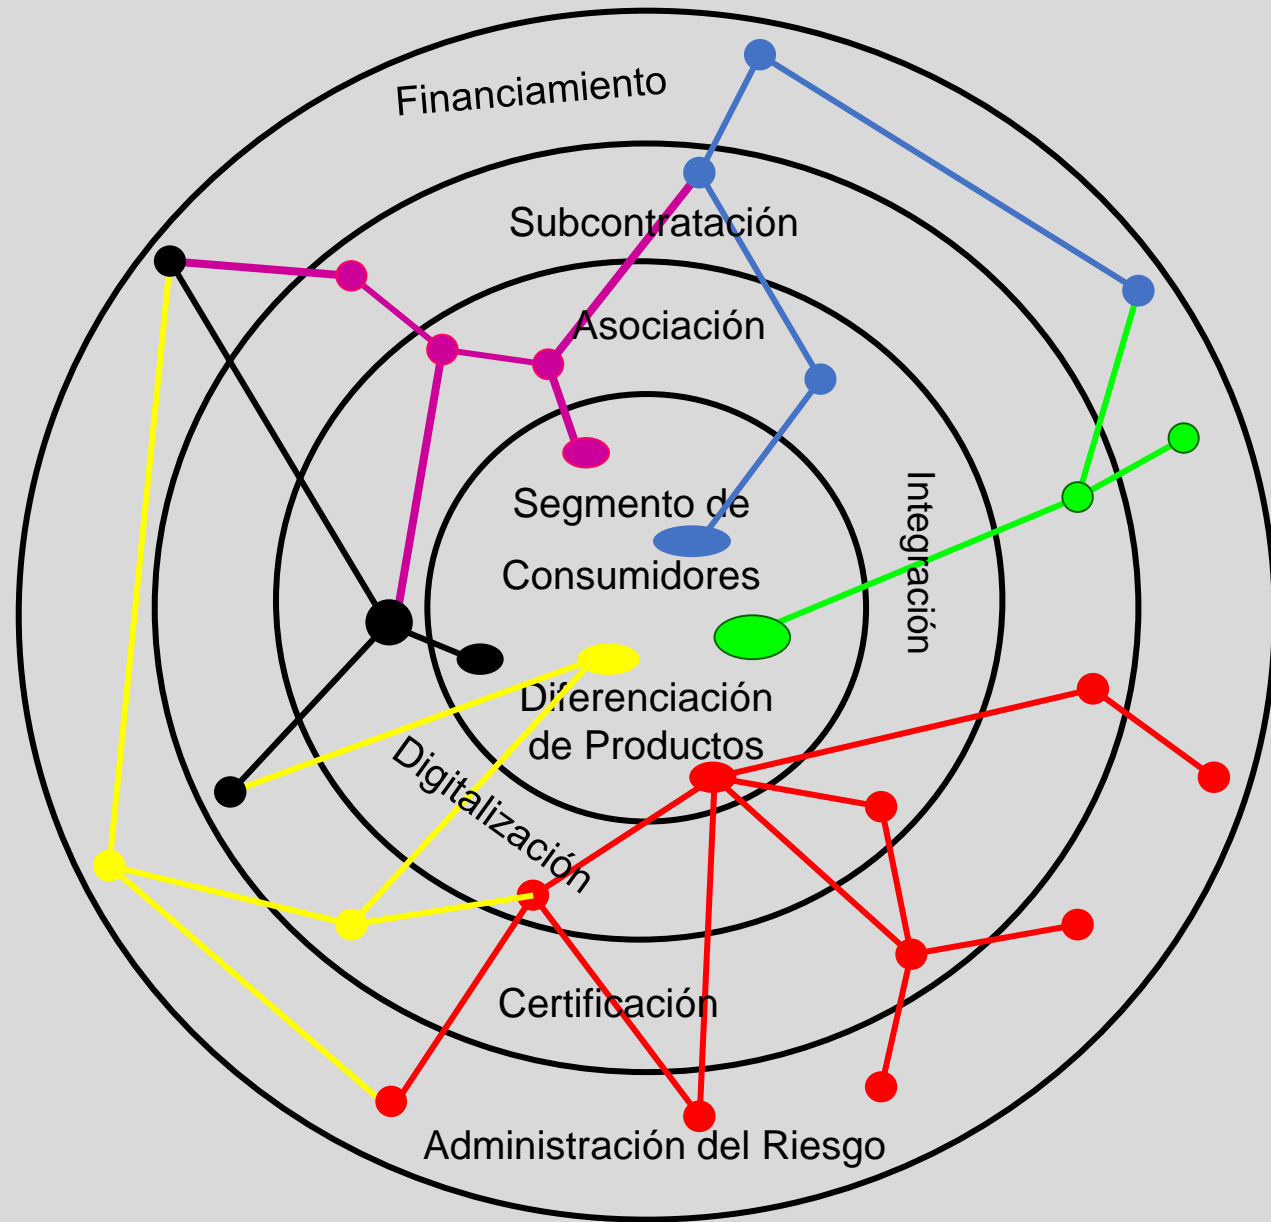 Financiamiento
Subcontratación
Asociación
Segmento de
Consumidores
Integración
Diferenciación
de Productos
Digitalización
Certificación
Administración del Riesgo